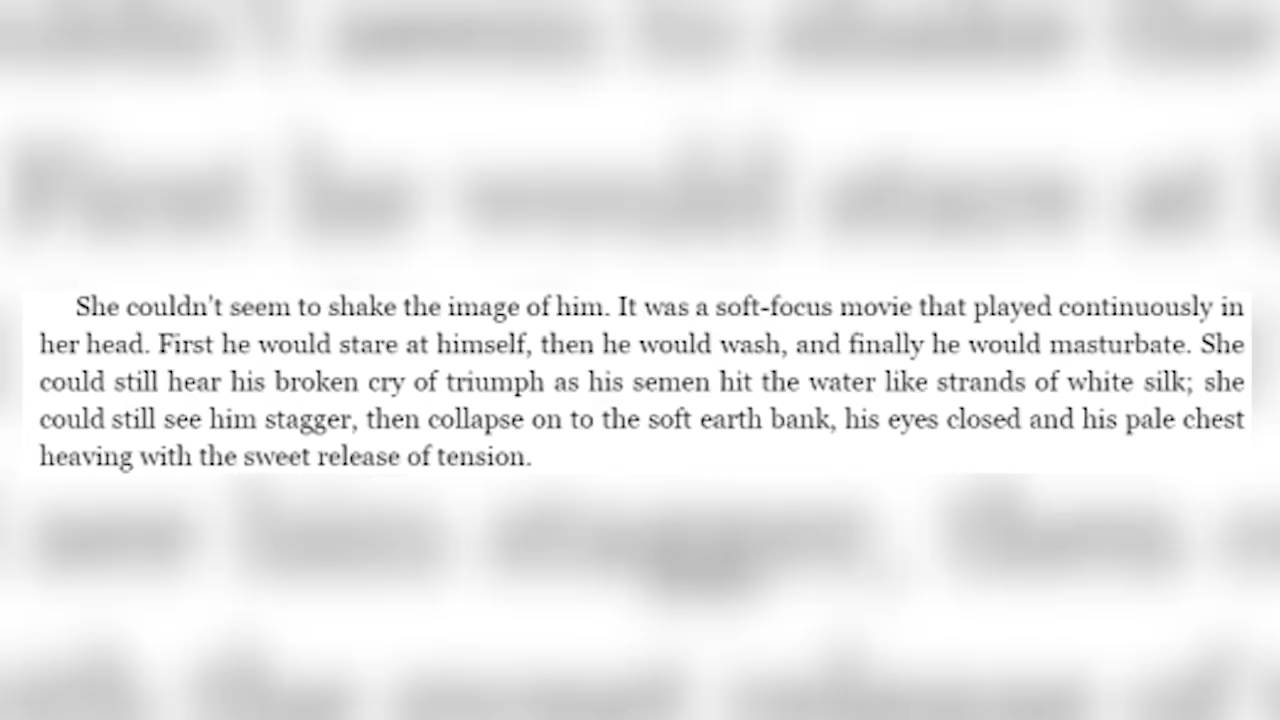 She couldn't seem to shake the image of him. It was a soft-focus movie that played continuously in
her head. First he would stare at himself, then he would wash, and finally he would masturbate. She
could still hear his broken cry of triumph as his semen hit the water like strands of white silk; she
could still see him stagger, then collapse on to the soft earth bank, his eyes closed and his pale chest
heaving with the sweet release of tension.